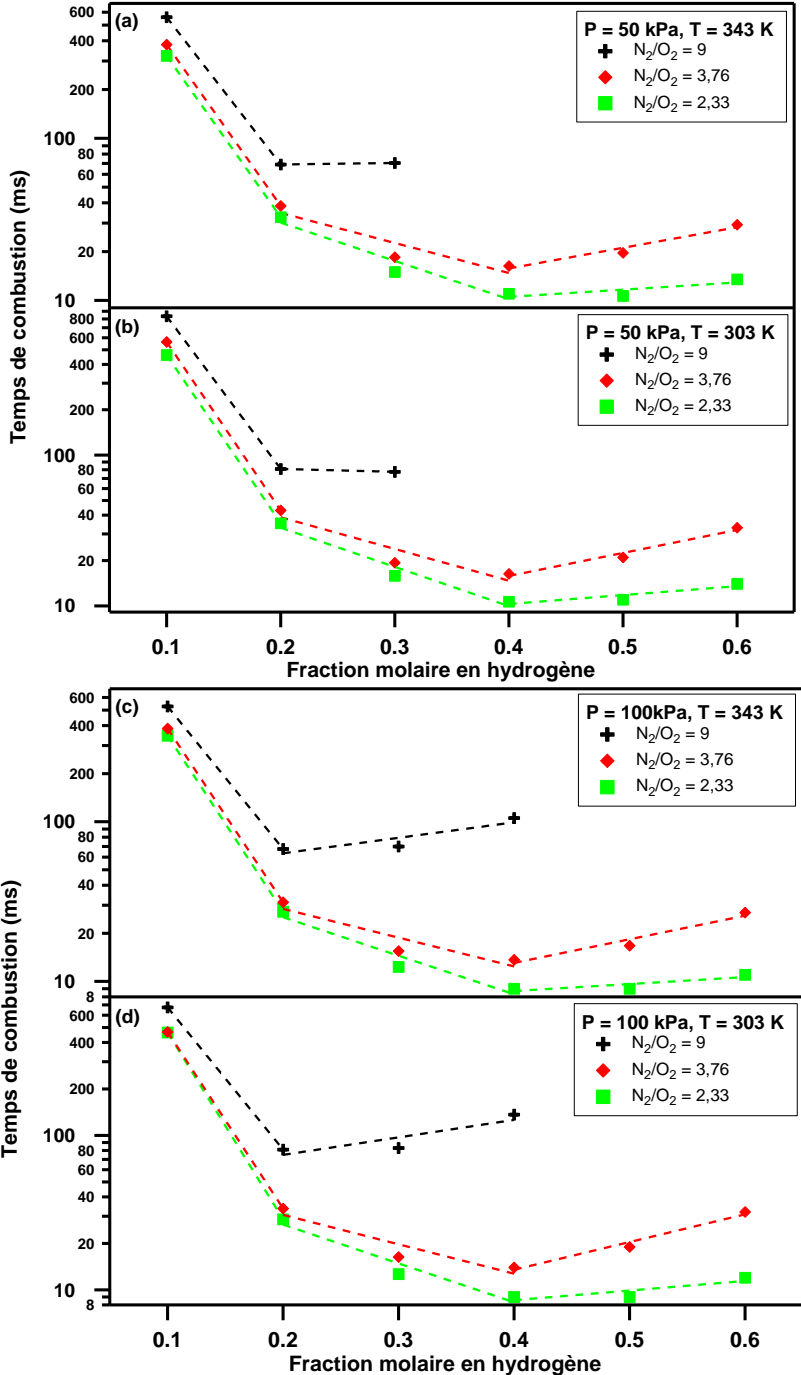 (a)
P = 50 kPa, T = 343 K
N2/O2 = 9
N2/O2 = 3,76
N2/O2 = 2,33
600
400
200
100
80
60
40
20
10
Temps de combustion (ms)
(b)
P = 50 kPa, T = 303 K
N2/O2 = 9
N2/O2 = 3,76
N2/O2 = 2,33
800
600
400
200
100
80
60
40
20
10
0.1 0.2 0.3 0.4 0.5 0.6
Fraction molaire en hydrogène
(c)
P = 100kPa, T = 343 K
N2/O2 = 9
N2/O2 = 3,76
N2/O2 = 2,33
600
400
200
100
80
60
40
20
10
8
Temps de combustion (ms)
(d)
P = 100 kPa, T = 303 K
N2/O2 = 9
N2/O2 = 3,76
N2/O2 = 2,33
600
400
200
100
80
60
40
20
10
8
0.1 0.2 0.3 0.4 0.5 0.6
Fraction molaire en hydrogène